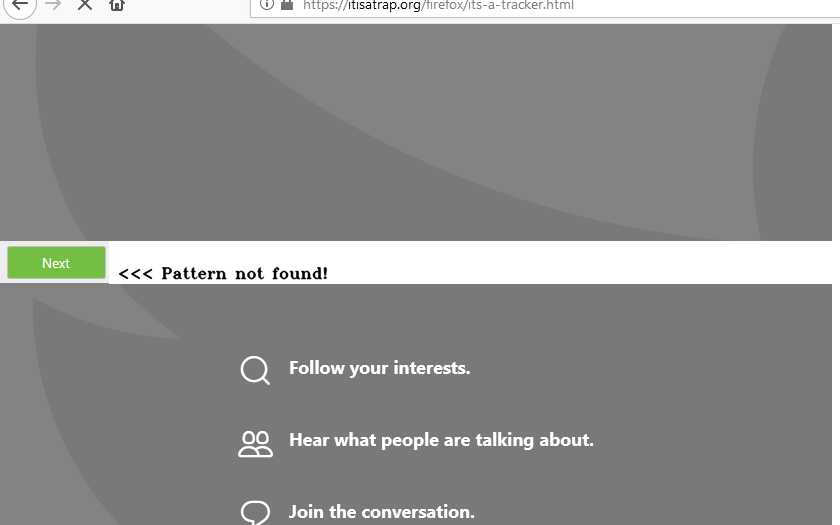 https://itisatrap.org/firefox/its-a-tracker.html
Next
<<< Pattern not found!
Follow your interests.
Hear what people are talking about.
Join the conversation.